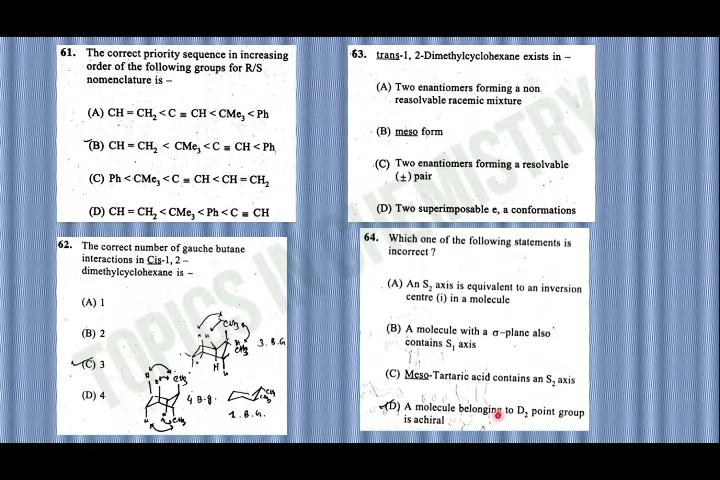 61. The correct priority sequence in increasing
order of the following groups for R/S
nomenclature is –
(A) CH = CH₂ < C ≡ CH < CMe₃ < Ph
(B) CH = CH₂ < CMe₃ < C ≡ CH < Ph
(C) Ph < CMe₃ < C ≡ CH < CH = CH₂
(D) CH = CH₂ < CMe₃ < Ph < C ≡ CH
62. The correct number of gauche butane
interactions in Cis-1, 2 –
dimethylcyclohexane is –
(A) 1
(B) 2
(C) 3
(D) 4
CH₃
H
CH₃
H
3. B.G.
CH₃
CH₃
4 B.g.
CH₃
CH₃
1. B.G.
63. trans-1, 2-Dimethylcyclohexane exists in –
(A) Two enantiomers forming a non
reasolvable racemic mixture
(B) meso form
(C) Two enantiomers forming a resolvable
(±) pair
(D) Two superimposable e, a conformations
64. Which one of the following statements is
incorrect ?
(A) An S₂ axis is equivalent to an inversion
centre (i) in a molecule
(B) A molecule with a σ-plane also
contains S₁ axis
(C) Meso-Tartaric acid contains an S₂ axis
(D) A molecule belonging to D₂ point group
is achiral
TOPICS IN CHEMISTRY